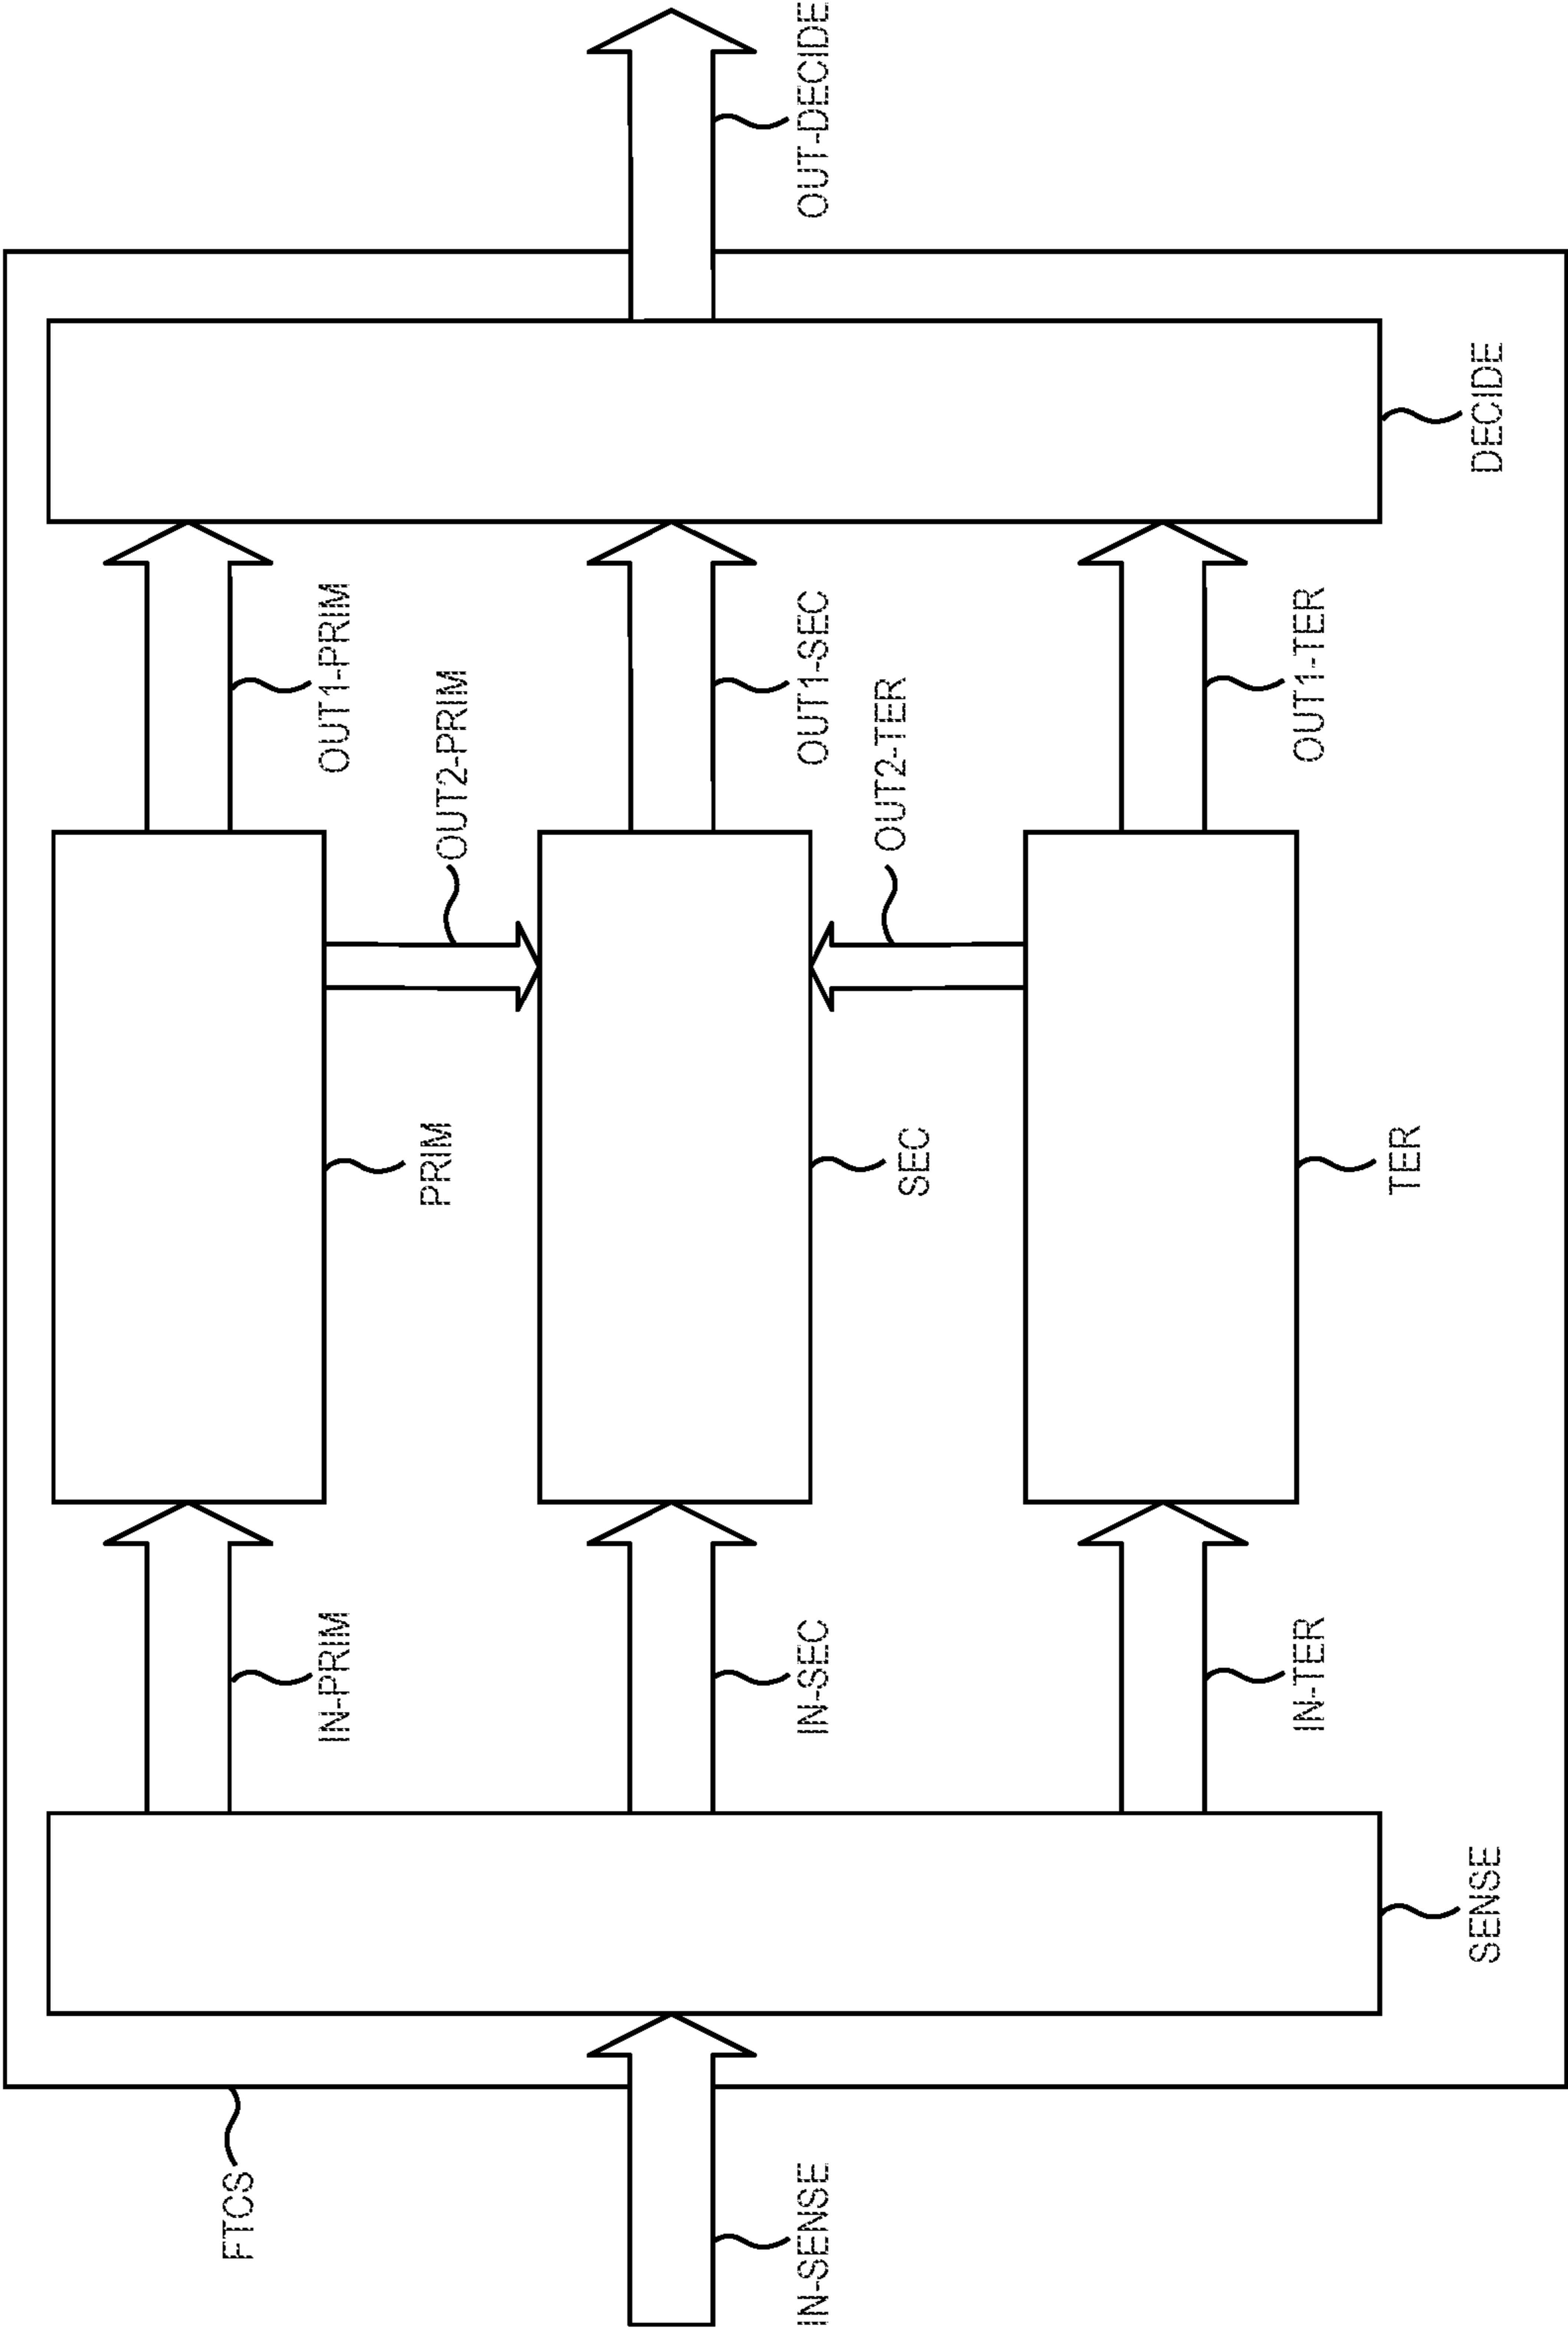 FTCS
IN-SENSE
SENSE
IN-PRIM
IN-SEC
IN-TER
PRIM
SEC
TER
OUT2-PRIM
OUT2-TER
OUT1-PRIM
OUT1-SEC
OUT1-TER
DECIDE
OUT-DECIDE